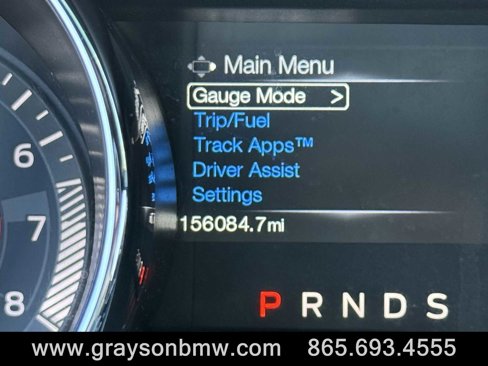 Main Menu
Gauge Mode >
Trip/Fuel
Track Apps™
Driver Assist
Settings
156084.7mi
P R N D S
6
7
8
www.graysonbmw.com 865.693.4555